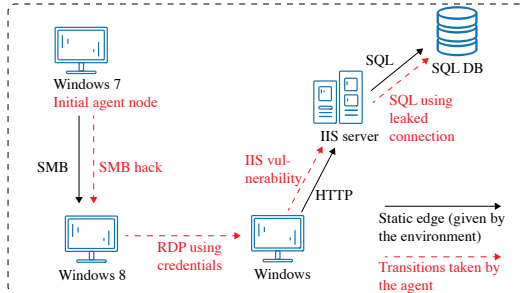 Windows 7
Initial agent node
SMB
SMB hack
Windows 8
RDP using
credentials
Windows
IIS vul-
nerability
HTTP
IIS server
SQL
SQL DB
SQL using
leaked
connection
Static edge (given by
the environment)
Transitions taken by
the agent